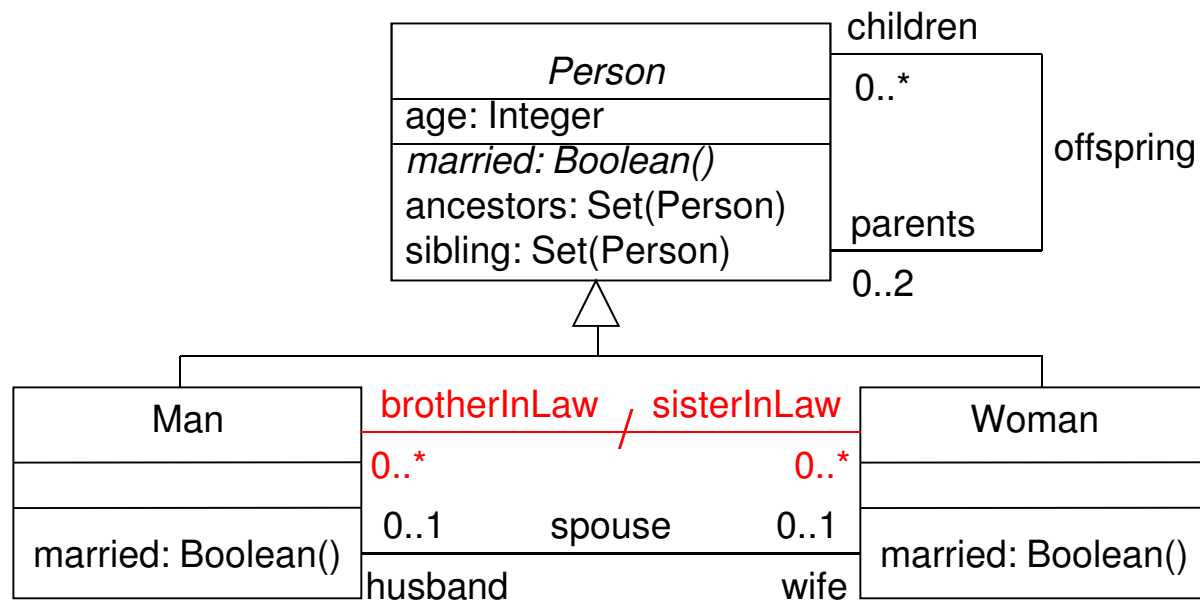 children
Person
0..*
age: Integer
offspring
married: Boolean()
ancestors: Set(Person)
parents
sibling: Set(Person)
0..2
Man
brotherInLaw / sisterInLaw
Woman
0..*
0..*
0..1
spouse
0..1
married: Boolean()
married: Boolean()
husband
wife